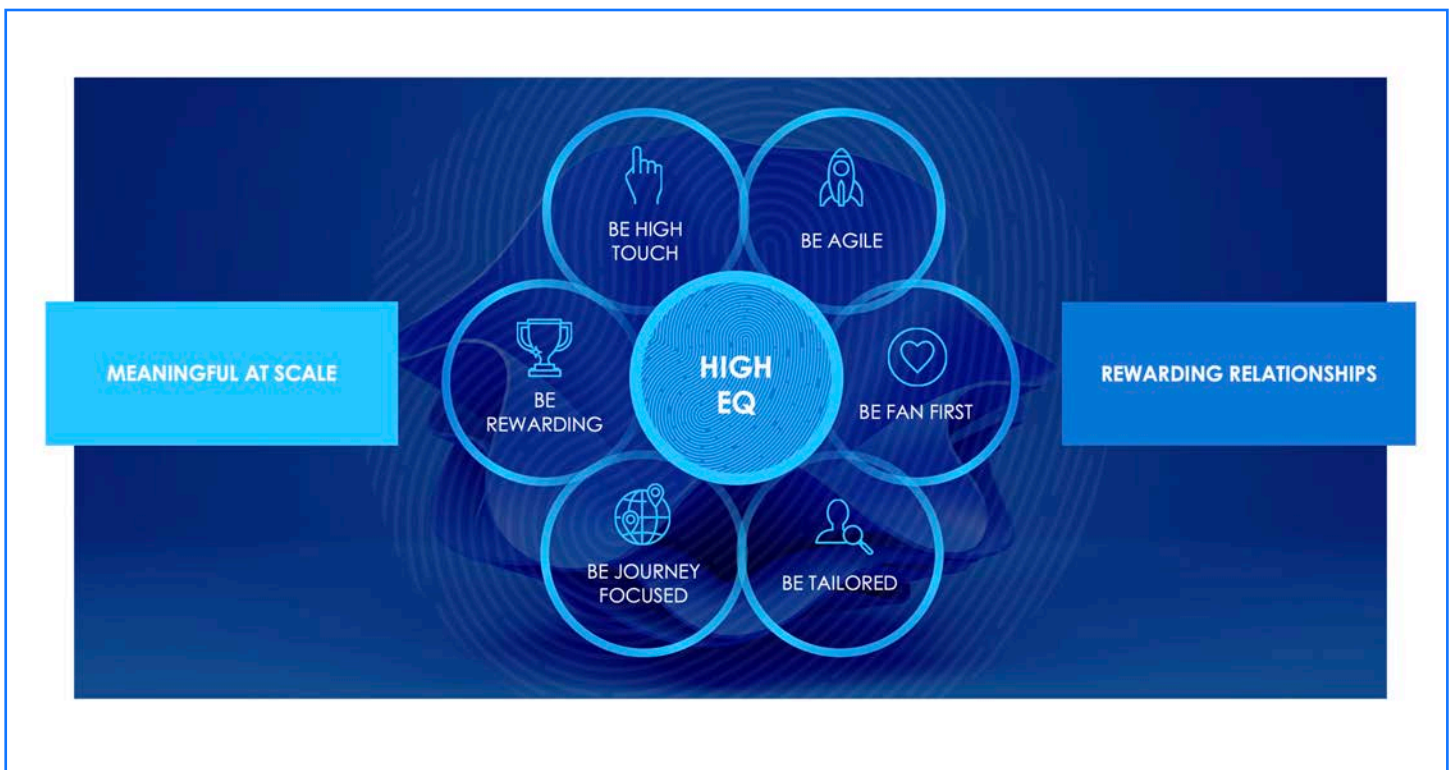 BE HIGH
TOUCH
BE AGILE
MEANINGFUL AT SCALE
BE
REWARDING
HIGH
EQ
BE FAN FIRST
REWARDING RELATIONSHIPS
BE JOURNEY
FOCUSED
BE TAILORED